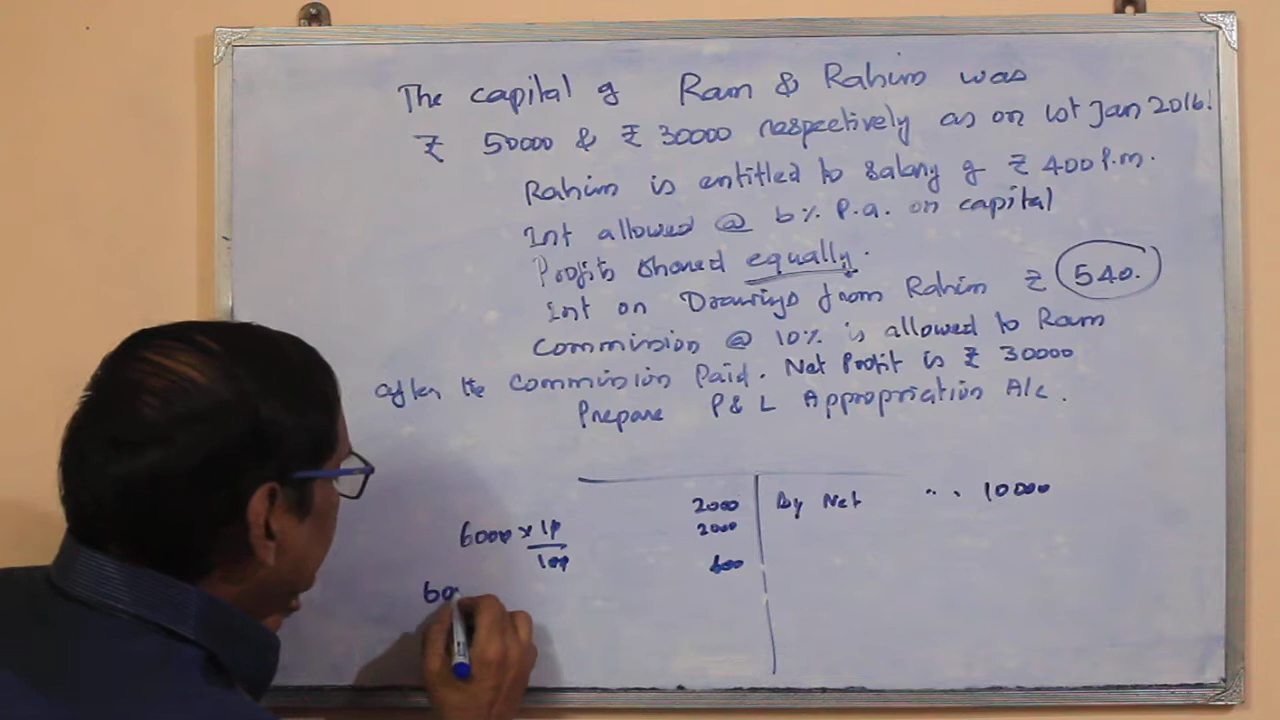 The capital of Ram & Rahim was
₹ 50000 & ₹ 30000 respectively as on 1st Jan 2016.
Rahim is entitled to salary of ₹ 400 P.m.
Int allowed @ 6% P.a. on capital
Profits shared equally.
Int on Drawings from Rahim ₹ 540.
Commission @ 10% is allowed to Ram
after the commission Paid. Net Profit is ₹ 30000
Prepare P & L Appropriation A/c.
2000 By Net " . 10000
6000 x 10 2000
100 600
60